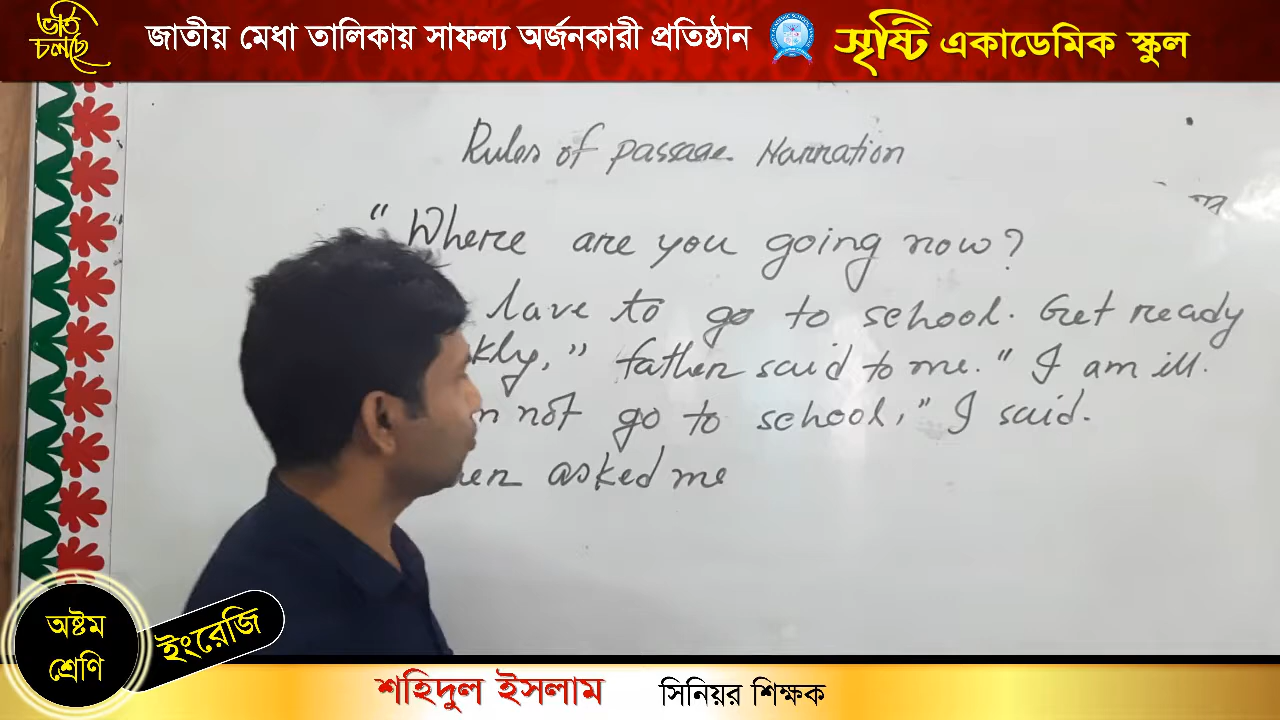 ভর্তি চলছে
জাতীয় মেধা তালিকায় সাফল্য অর্জনকারী প্রতিষ্ঠান সৃষ্টি একাডেমিক স্কুল
Rules of passage Narration
" Where are you going now?
have to go to school. Get ready
kly," father said to me. " I am ill.
n not go to school," I said.
her asked me
অষ্টম
শ্রেণি
ইংরেজি
শহিদুল ইসলাম সিনিয়র শিক্ষক